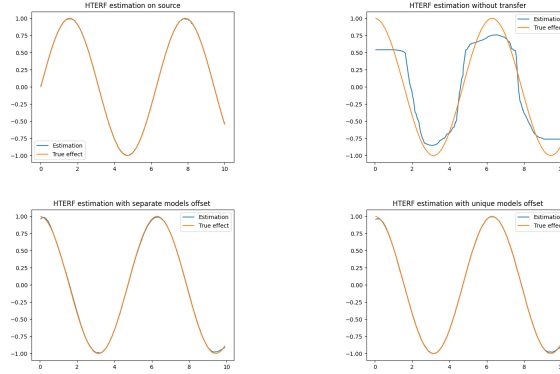 HTERF estimation on source
1.00
0.75
0.50
0.25
0.00
−0.25
−0.50
−0.75
−1.00
Estimation
True effect
0 2 4 6 8 10
HTERF estimation without transfer
1.00
0.75
0.50
0.25
0.00
−0.25
−0.50
−0.75
−1.00
Estimation
True effect
0 2 4 6 8
HTERF estimation with separate models offset
1.00
0.75
0.50
0.25
0.00
−0.25
−0.50
−0.75
−1.00
Estimation
True effect
0 2 4 6 8 10
HTERF estimation with unique models offset
1.00
0.75
0.50
0.25
0.00
−0.25
−0.50
−0.75
−1.00
Estimation
True effect
0 2 4 6 8